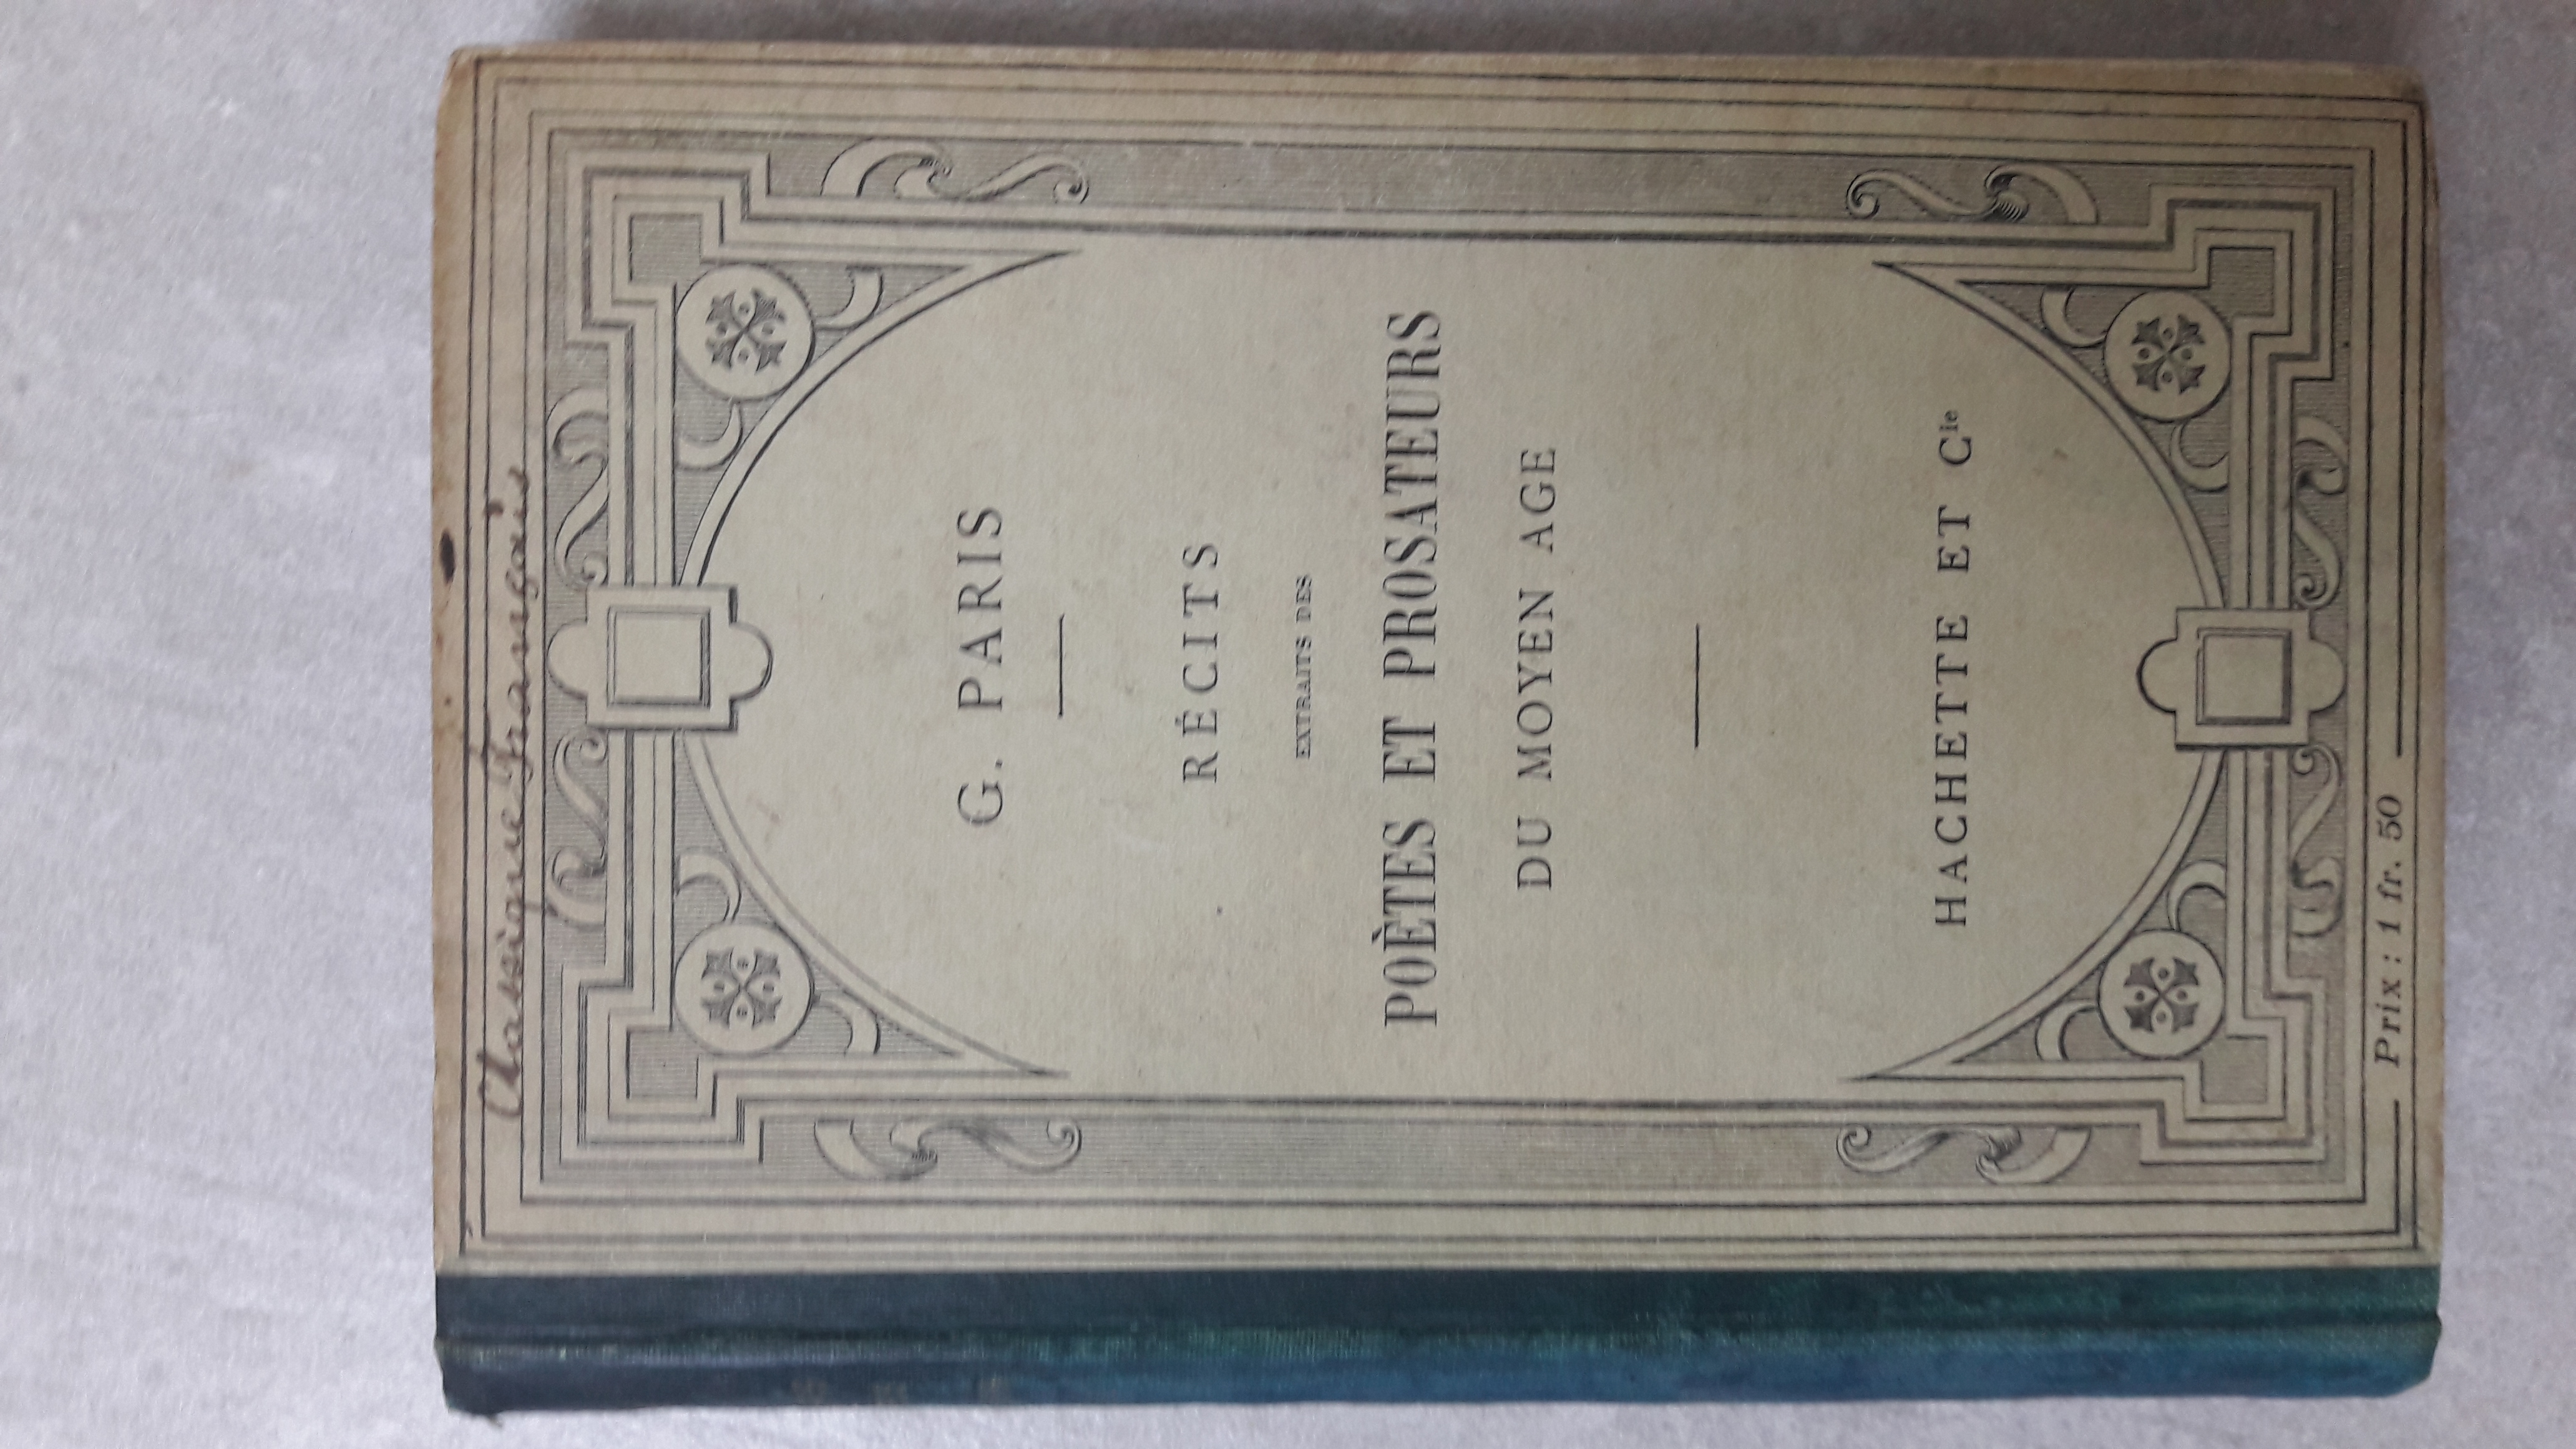 Classique Français
G. PARIS
RÉCITS
EXTRAITS DES
POÈTES ET PROSATEURS
DU MOYEN AGE
HACHETTE ET Cie
Prix : 1 fr. 50